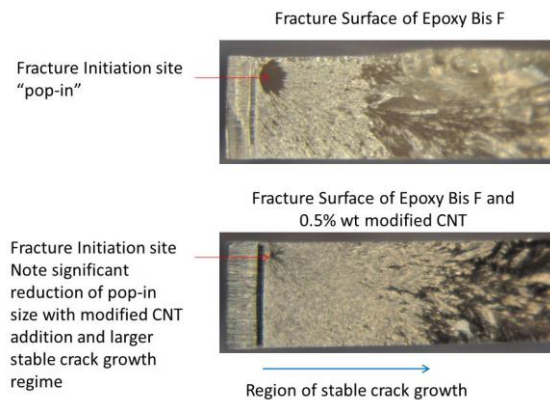 Fracture Surface of Epoxy Bis F
Fracture Initiation site
“pop-in”
Fracture Surface of Epoxy Bis F and
0.5% wt modified CNT
Fracture Initiation site
Note significant
reduction of pop-in
size with modified CNT
addition and larger
stable crack growth
regime
Region of stable crack growth